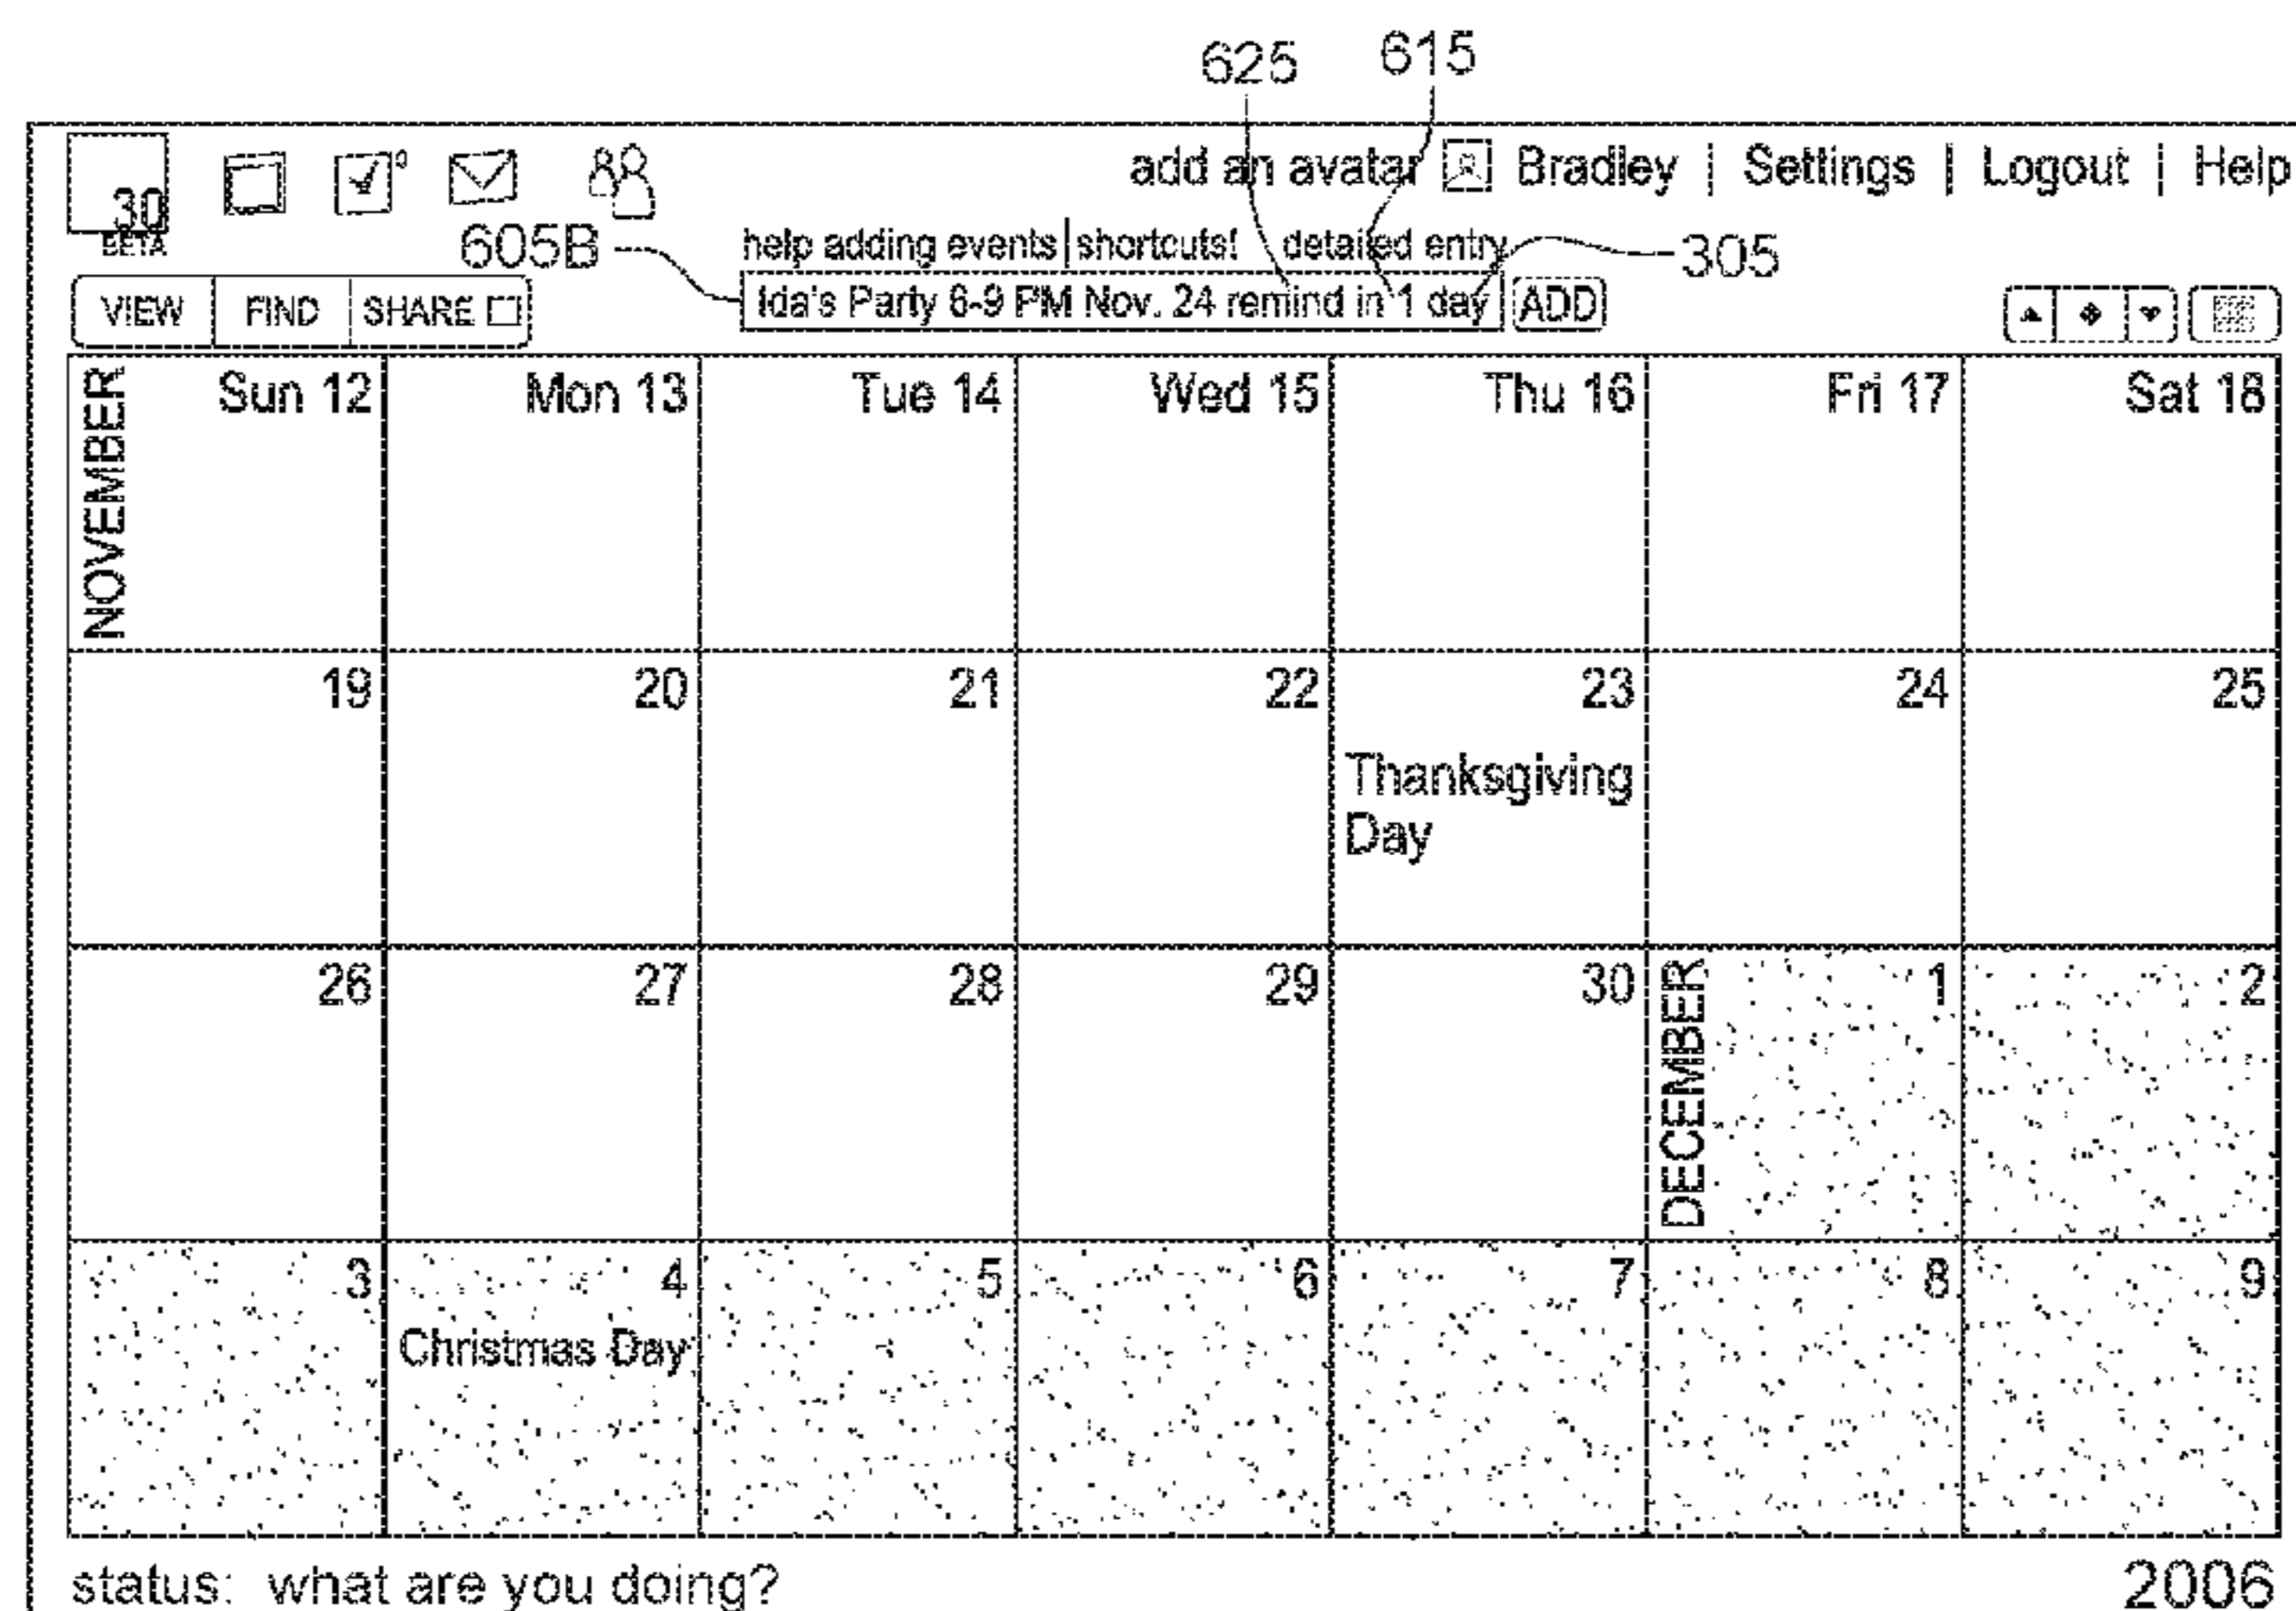 625 615
30 add an avatar Bradley | Settings | Logout | Help
BETA
605B help adding events | shortcuts! detailed entry 305
VIEW FIND SHARE Ida's Party 6-9 PM Nov. 24 remind in 1 day ADD
NOVEMBER Sun 12 Mon 13 Tue 14 Wed 15 Thu 16 Fri 17 Sat 18
19 20 21 22 23 24 25
Thanksgiving
Day
26 27 28 29 30 DECEMBER 1 2
3 4 5 6 7 8 9
Christmas Day
status: what are you doing? 2006